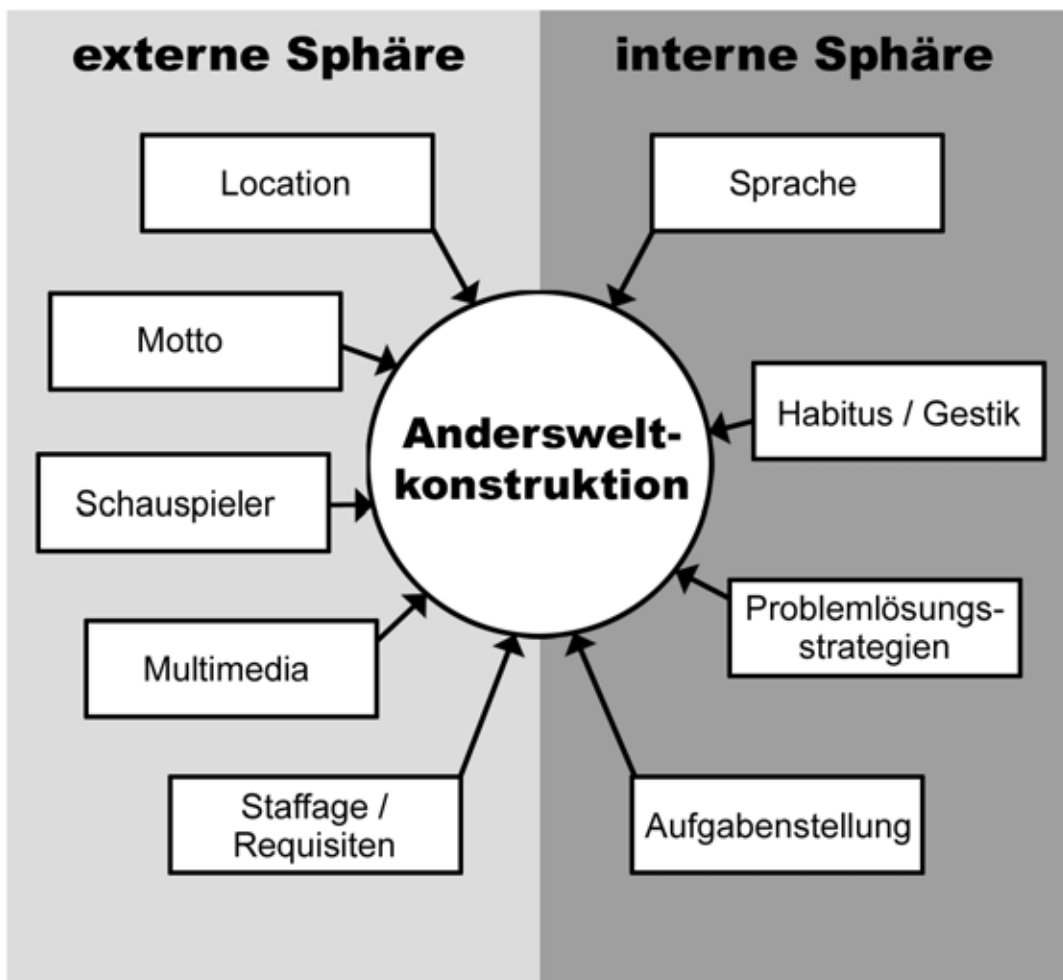 externe Sphäre
interne Sphäre
Location
Sprache
Motto
Habitus / Gestik
Anderswelt-
konstruktion
Schauspieler
Problemlösungs-
strategien
Multimedia
Staffage /
Requisiten
Aufgabenstellung